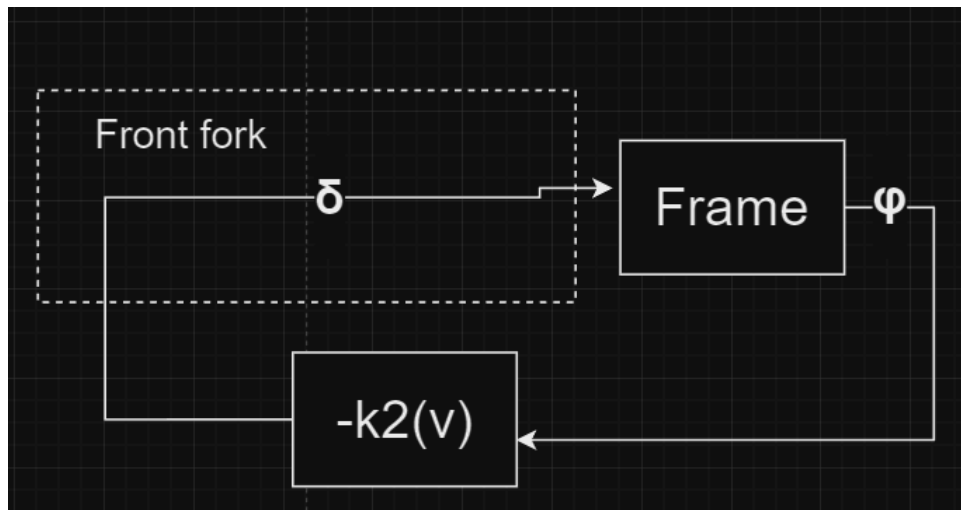 Front fork
δ
Frame
φ
-k2(v)